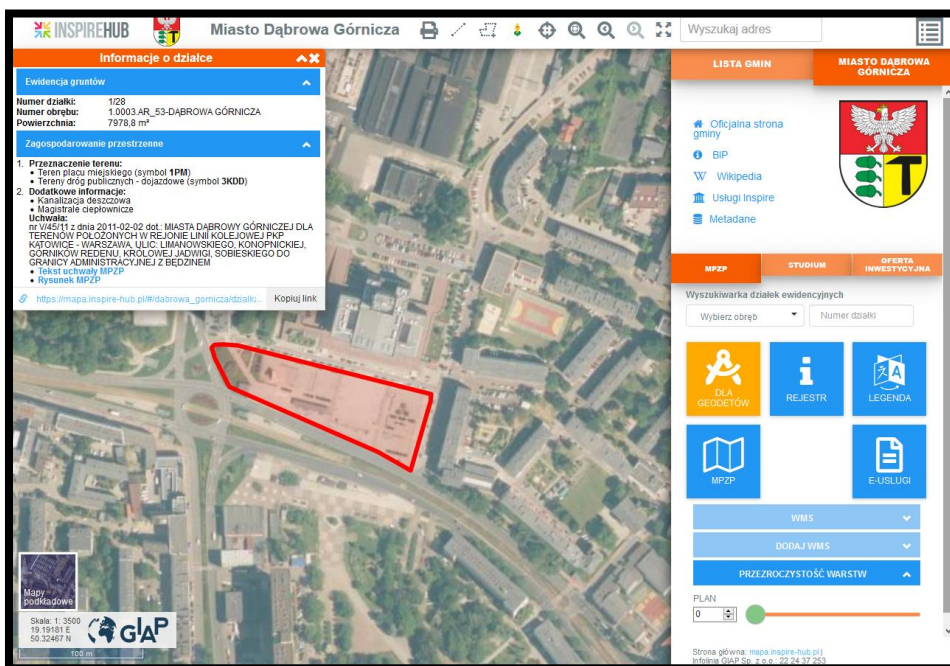 INSPIREHUB
Miasto Dąbrowa Górnicza
Wyszukaj adres
Informacje o działce
Ewidencja gruntów
Numer działki: 1/28
Numer obrębu: 1.0003.AR_53-DĄBROWA GÓRNICZA
Powierzchnia: 7978,8 m²
Zagospodarowanie przestrzenne
1. Przeznaczenie terenu:
• Teren placu miejskiego (symbol 1PM)
• Tereny dróg publicznych - dojazdowe (symbol 3KDD)
2. Dodatkowe informacje:
• Kanalizacja deszczowa
• Magistrale ciepłownicze
Uchwała:
nr V/45/11 z dnia 2011-02-02 dot.: MIASTA DĄBROWY GÓRNICZEJ DLA
TERENÓW POŁOŻONYCH W REJONIE LINII KOLEJOWEJ PKP
KATOWICE - WARSZAWA, ULIC: LIMANOWSKIEGO, KONOPNICKIEJ,
GÓRNIKÓW REDENU, KRÓLOWEJ JADWIGI, SOBIESKIEGO DO
GRANICY ADMINISTRACYJNEJ Z BĘDZINEM
• Tekst uchwały MPZP
• Rysunek MPZP
https://mapa.inspire-hub.pl/#/dabrowa_gornicza/dzialki... Kopiuj link
Mapy
podkładowe
Skala: 1: 3500
19.19181 E
50.32467 N
GIAP
100 m
LISTA GMIN
MIASTO DĄBROWA
GÓRNICZA
Oficjalna strona
gminy
BIP
W Wikipedia
Usługi Inspire
Metadane
MPZP
STUDIUM
OFERTA
INWESTYCYJNA
Wyszukiwarka działek ewidencyjnych
Wybierz obręb
Numer działki
DLA
GEODETÓW
REJESTR
LEGENDA
MPZP
E-USŁUGI
WMS
DODAJ WMS
PRZEZROCZYSTOŚĆ WARSTW
PLAN
0
Strona główna: mapa.inspire-hub.pl |
Infolinia GIAP Sp. z o.o.: 22 24 37 253